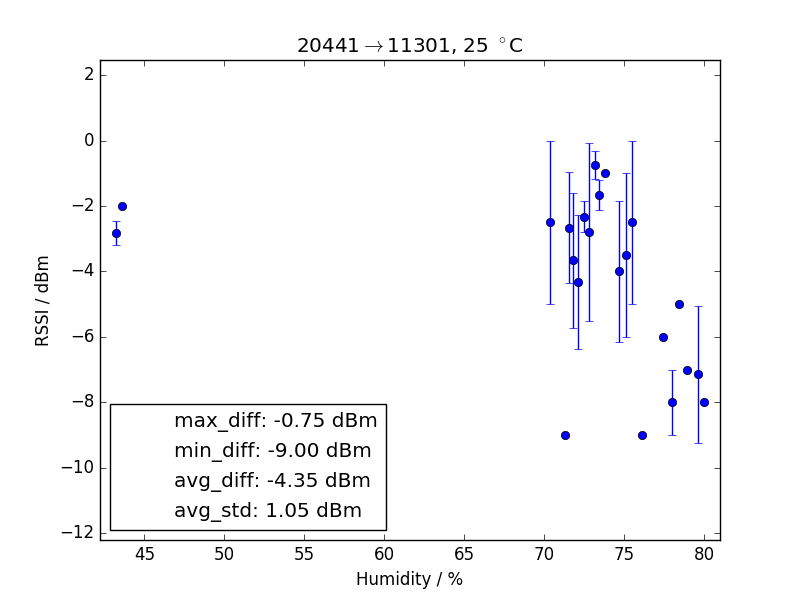 20441→11301, 25 °C
2
0
−2
−4
−6
−8
−10
−12
RSSI / dBm
max_diff: -0.75 dBm
min_diff: -9.00 dBm
avg_diff: -4.35 dBm
avg_std: 1.05 dBm
45 50 55 60 65 70 75 80
Humidity / %